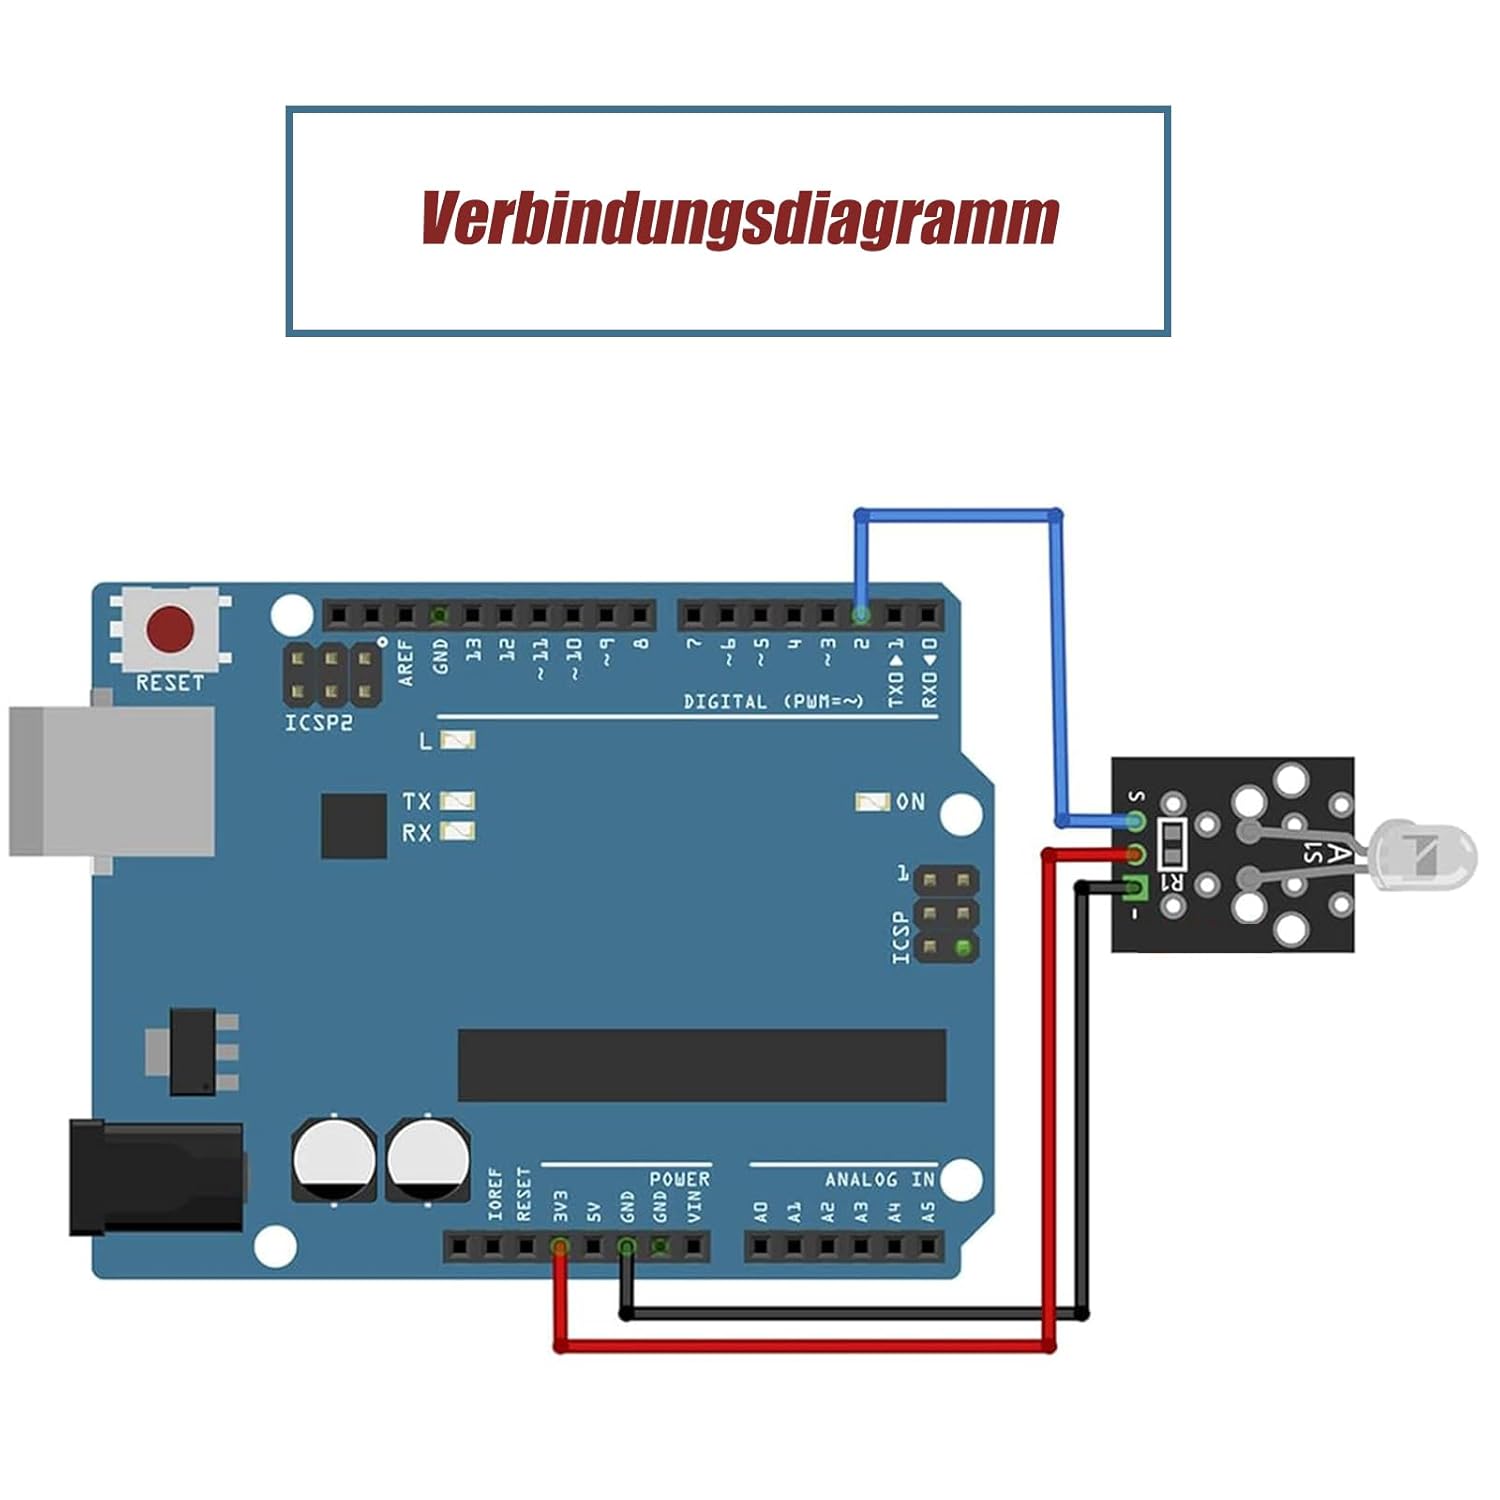 Verbindungsdiagramm
RESET
ICSP2
AREF
GND
13
12
~11
~10
~9
8
7
~6
~5
4
~3
2
TX0▶1
RX0◀0
DIGITAL (PWM=~)
L
TX
RX
ON
1
ICSP
S
R1
S1
A
-
IOREF
RESET
3V3
5V
GND
GND
VIN
POWER
ANALOG IN
A0
A1
A2
A3
A4
A5